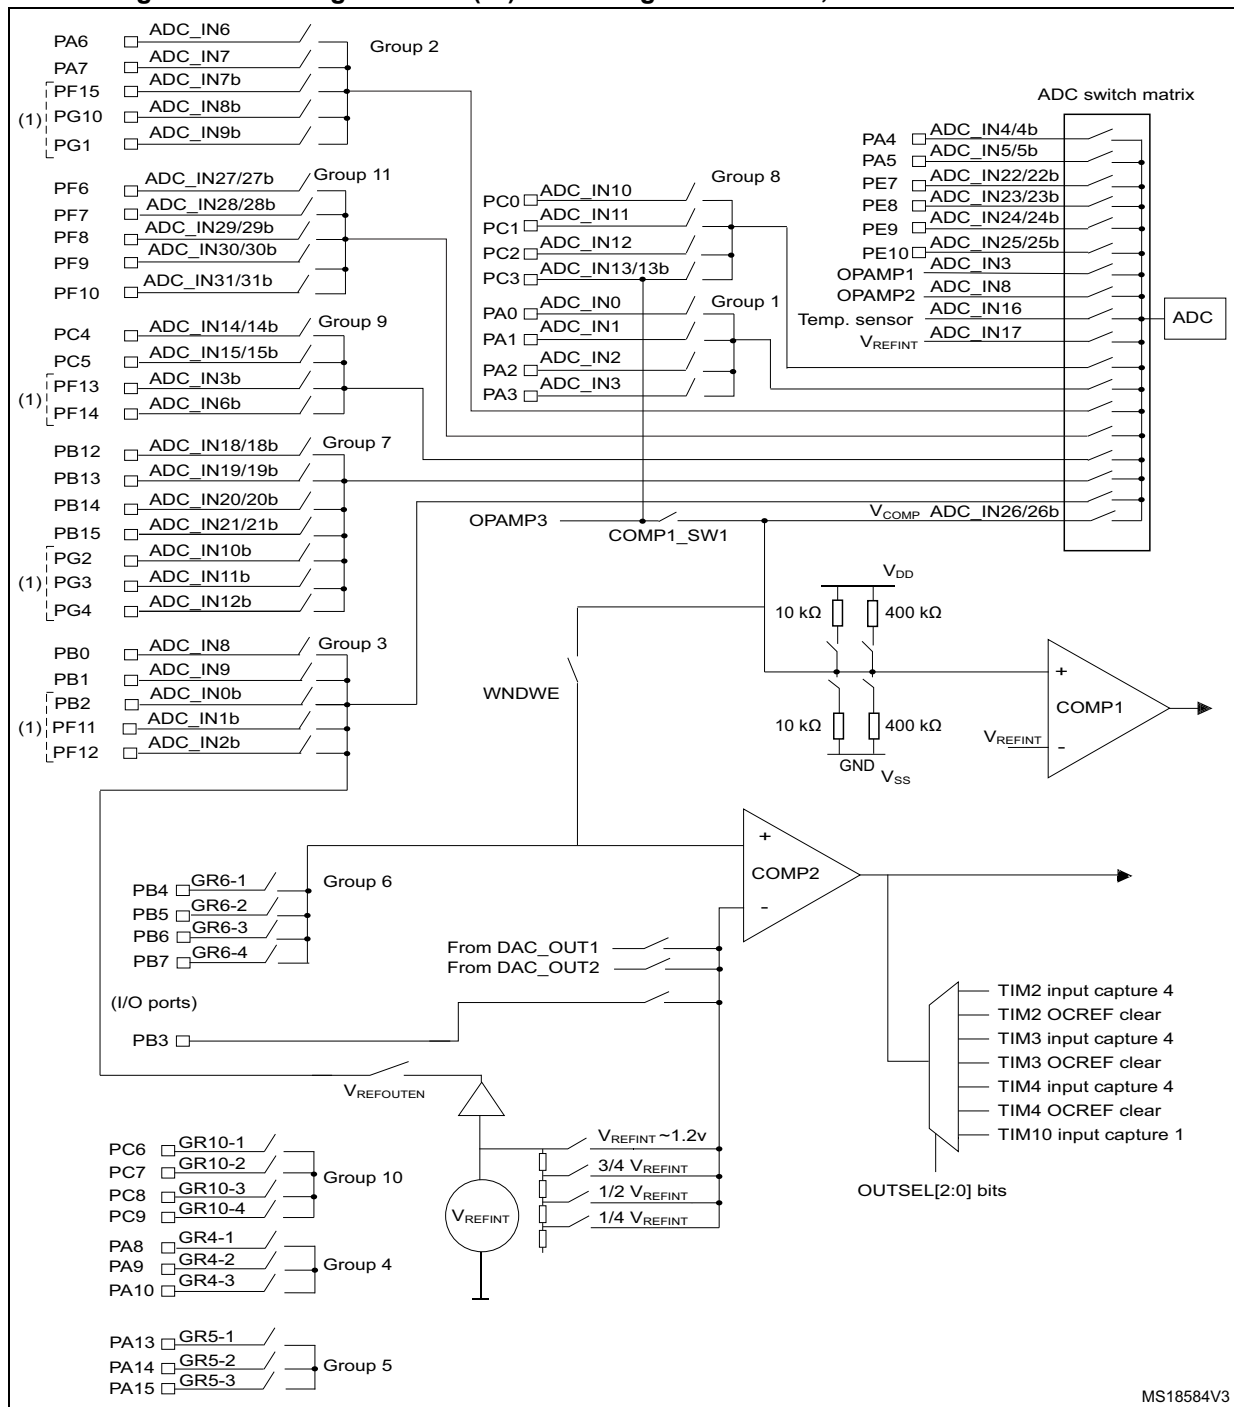 PA6 ADC_IN6
PA7 ADC_IN7
Group 2
(1)
PF15 ADC_IN7b
PG10 ADC_IN8b
PG1 ADC_IN9b
PF6 ADC_IN27/27b
Group 11
PF7 ADC_IN28/28b
PF8 ADC_IN29/29b
PF9 ADC_IN30/30b
PF10 ADC_IN31/31b
PC4 ADC_IN14/14b
Group 9
PC5 ADC_IN15/15b
(1)
PF13 ADC_IN3b
PF14 ADC_IN6b
PB12 ADC_IN18/18b
Group 7
PB13 ADC_IN19/19b
PB14 ADC_IN20/20b
PB15 ADC_IN21/21b
(1)
PG2 ADC_IN10b
PG3 ADC_IN11b
PG4 ADC_IN12b
PB0 ADC_IN8
Group 3
PB1 ADC_IN9
(1)
PB2 ADC_IN0b
PF11 ADC_IN1b
PF12 ADC_IN2b
PC0 ADC_IN10
Group 8
PC1 ADC_IN11
PC2 ADC_IN12
PC3 ADC_IN13/13b
PA0 ADC_IN0
Group 1
PA1 ADC_IN1
PA2 ADC_IN2
PA3 ADC_IN3
ADC switch matrix
PA4 ADC_IN4/4b
PA5 ADC_IN5/5b
PE7 ADC_IN22/22b
PE8 ADC_IN23/23b
PE9 ADC_IN24/24b
PE10 ADC_IN25/25b
OPAMP1 ADC_IN3
OPAMP2 ADC_IN8
Temp. sensor ADC_IN16
VREFINT ADC_IN17
ADC
OPAMP3
COMP1_SW1
VCOMP ADC_IN26/26b
VDD
10 kΩ 400 kΩ
10 kΩ 400 kΩ
GND VSS
WNDWE
+
COMP1
VREFINT -
+
COMP2
-
PB4 GR6-1
Group 6
PB5 GR6-2
PB6 GR6-3
PB7 GR6-4
From DAC_OUT1
From DAC_OUT2
(I/O ports)
PB3
VREFOUTEN
VREFINT ~1.2v
3/4 VREFINT
1/2 VREFINT
1/4 VREFINT
VREFINT
TIM2 input capture 4
TIM2 OCREF clear
TIM3 input capture 4
TIM3 OCREF clear
TIM4 input capture 4
TIM4 OCREF clear
TIM10 input capture 1
OUTSEL[2:0] bits
PC6 GR10-1
PC7 GR10-2
Group 10
PC8 GR10-3
PC9 GR10-4
PA8 GR4-1
PA9 GR4-2
Group 4
PA10 GR4-3
PA13 GR5-1
PA14 GR5-2
Group 5
PA15 GR5-3
MS18584V3